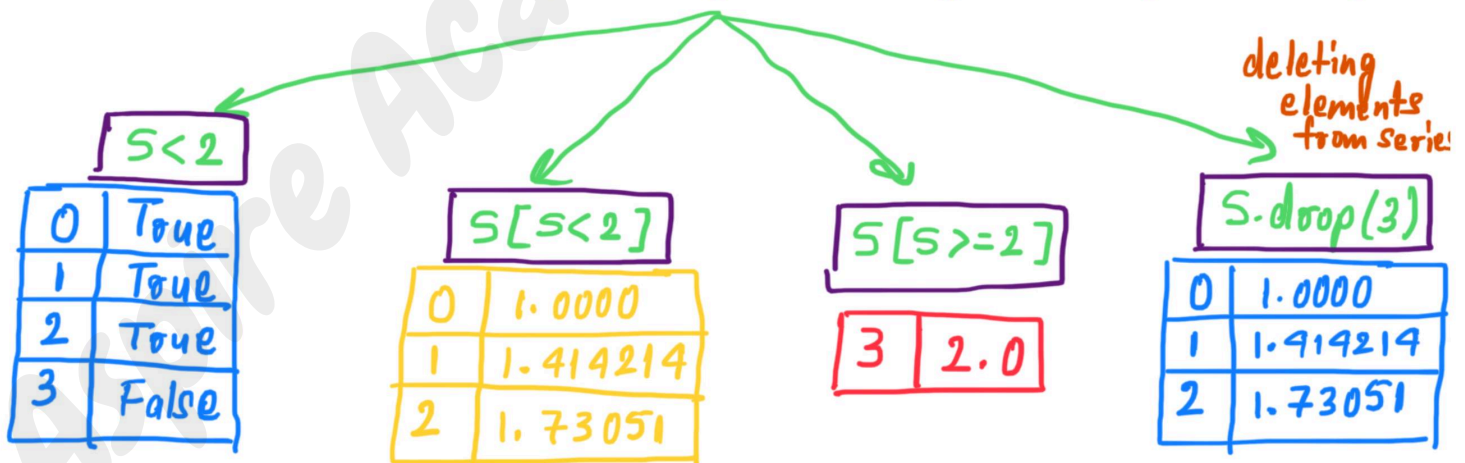 deleting
elements
from series
S<2
0 True
1 True
2 True
3 False
S[S<2]
0 1.0000
1 1.414214
2 1.73051
S[S>=2]
3 2.0
S.drop(3)
0 1.0000
1 1.414214
2 1.73051
Aspire Aca